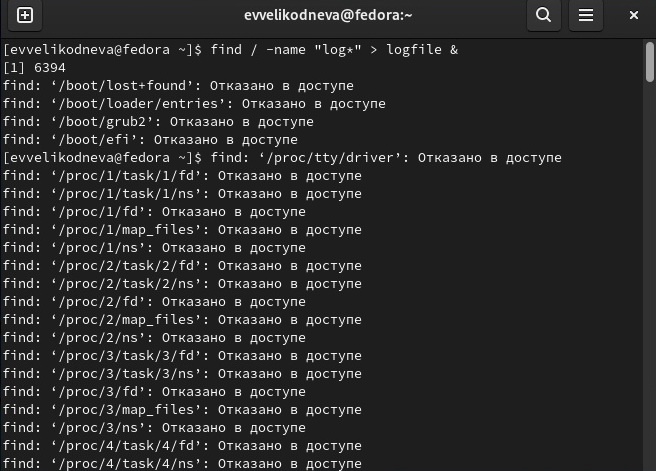 evvelikodneva@fedora:~
[evvelikodneva@fedora ~]$ find / -name "log*" > logfile &
[1] 6394
find: ‘/boot/lost+found’: Отказано в доступе
find: ‘/boot/loader/entries’: Отказано в доступе
find: ‘/boot/grub2’: Отказано в доступе
find: ‘/boot/efi’: Отказано в доступе
[evvelikodneva@fedora ~]$ find: ‘/proc/tty/driver’: Отказано в доступе
find: ‘/proc/1/task/1/fd’: Отказано в доступе
find: ‘/proc/1/task/1/ns’: Отказано в доступе
find: ‘/proc/1/fd’: Отказано в доступе
find: ‘/proc/1/map_files’: Отказано в доступе
find: ‘/proc/1/ns’: Отказано в доступе
find: ‘/proc/2/task/2/fd’: Отказано в доступе
find: ‘/proc/2/task/2/ns’: Отказано в доступе
find: ‘/proc/2/fd’: Отказано в доступе
find: ‘/proc/2/map_files’: Отказано в доступе
find: ‘/proc/2/ns’: Отказано в доступе
find: ‘/proc/3/task/3/fd’: Отказано в доступе
find: ‘/proc/3/task/3/ns’: Отказано в доступе
find: ‘/proc/3/fd’: Отказано в доступе
find: ‘/proc/3/map_files’: Отказано в доступе
find: ‘/proc/3/ns’: Отказано в доступе
find: ‘/proc/4/task/4/fd’: Отказано в доступе
find: ‘/proc/4/task/4/ns’: Отказано в доступе